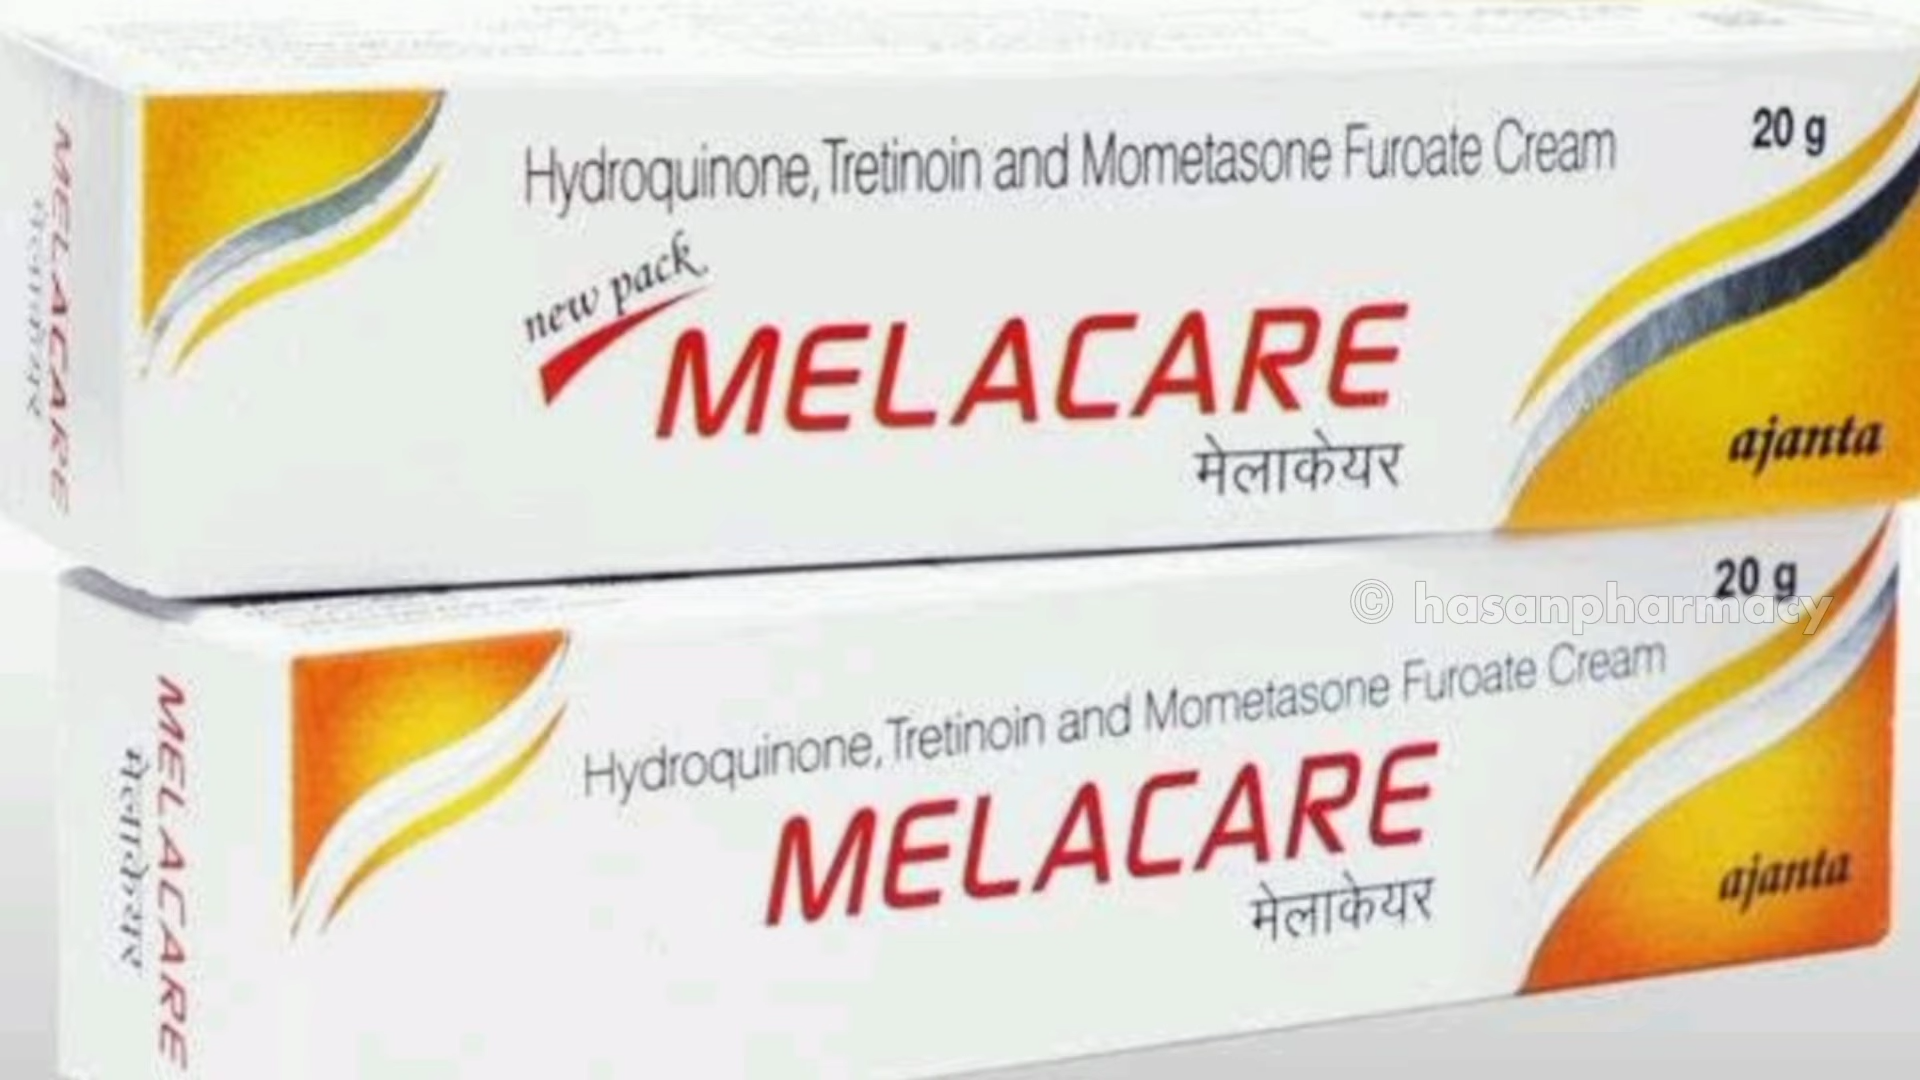 Hydroquinone, Tretinoin and Mometasone Furoate Cream
20 g
new pack
MELACARE
मेलाकेयर
ajanta
MELACARE
मेलाकेयर
20 g
© hasanpharmacy
Hydroquinone, Tretinoin and Mometasone Furoate Cream
MELACARE
मेलाकेयर
ajanta
MELACARE
मेलाकेयर